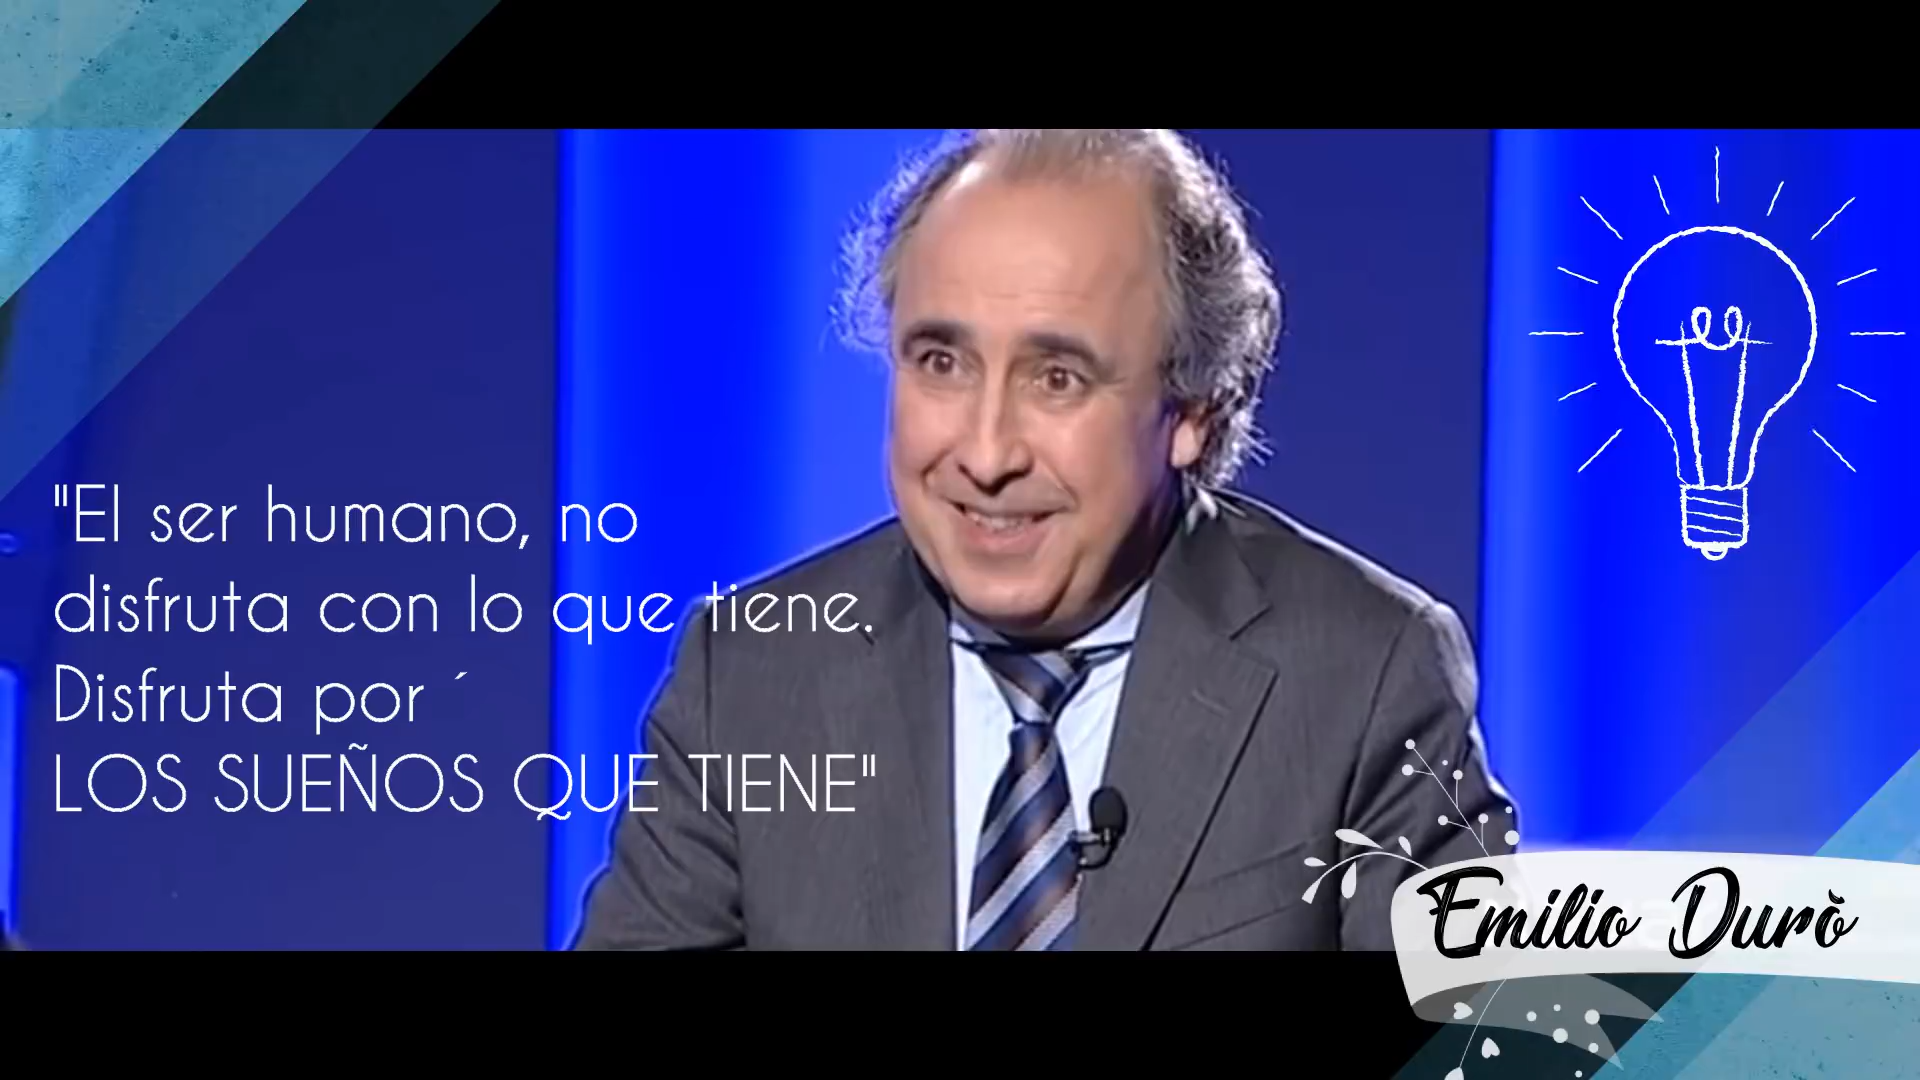 "El ser humano, no
disfruta con lo que tiene.
Disfruta por ´
LOS SUEÑOS QUE TIENE"
Emilio Durò